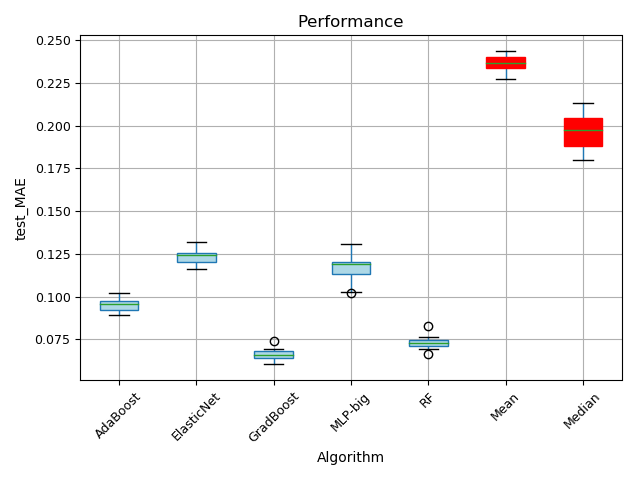 Performance
test_MAE
0.250
0.225
0.200
0.175
0.150
0.125
0.100
0.075
AdaBoost
ElasticNet
GradBoost
MLP-big
RF
Mean
Median
Algorithm